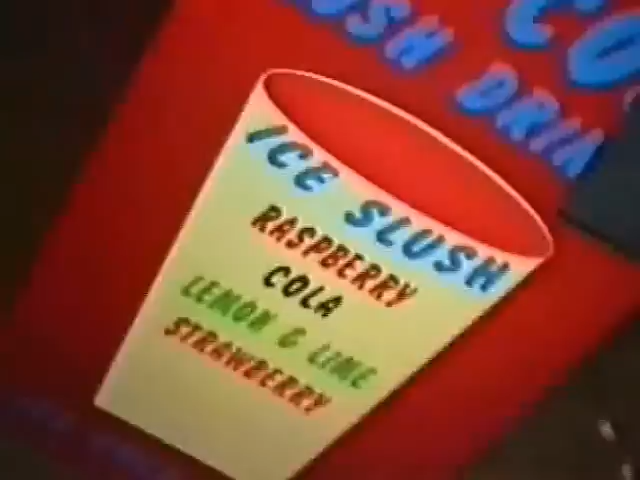 ICE SLUSH
RASPBERRY
COLA
LEMON & LIME
STRAWBERRY